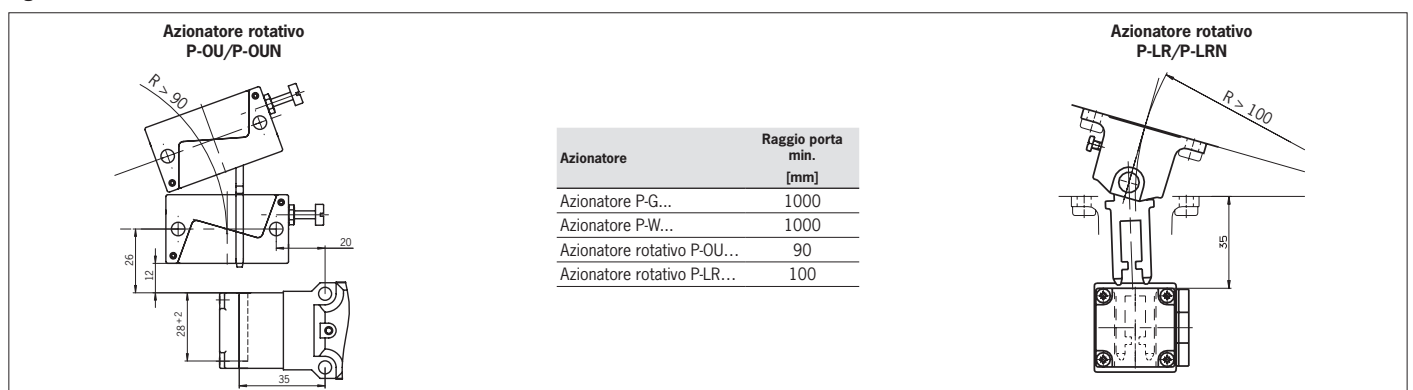 Azionatore rotativo
P-OU/P-OUN
R > 90
20
26
12
28+2
35
Azionatore
Raggio porta
min.
[mm]
Azionatore P-G...
1000
Azionatore P-W...
1000
Azionatore rotativo P-OU...
90
Azionatore rotativo P-LR...
100
Azionatore rotativo
P-LR/P-LRN
R > 100
35